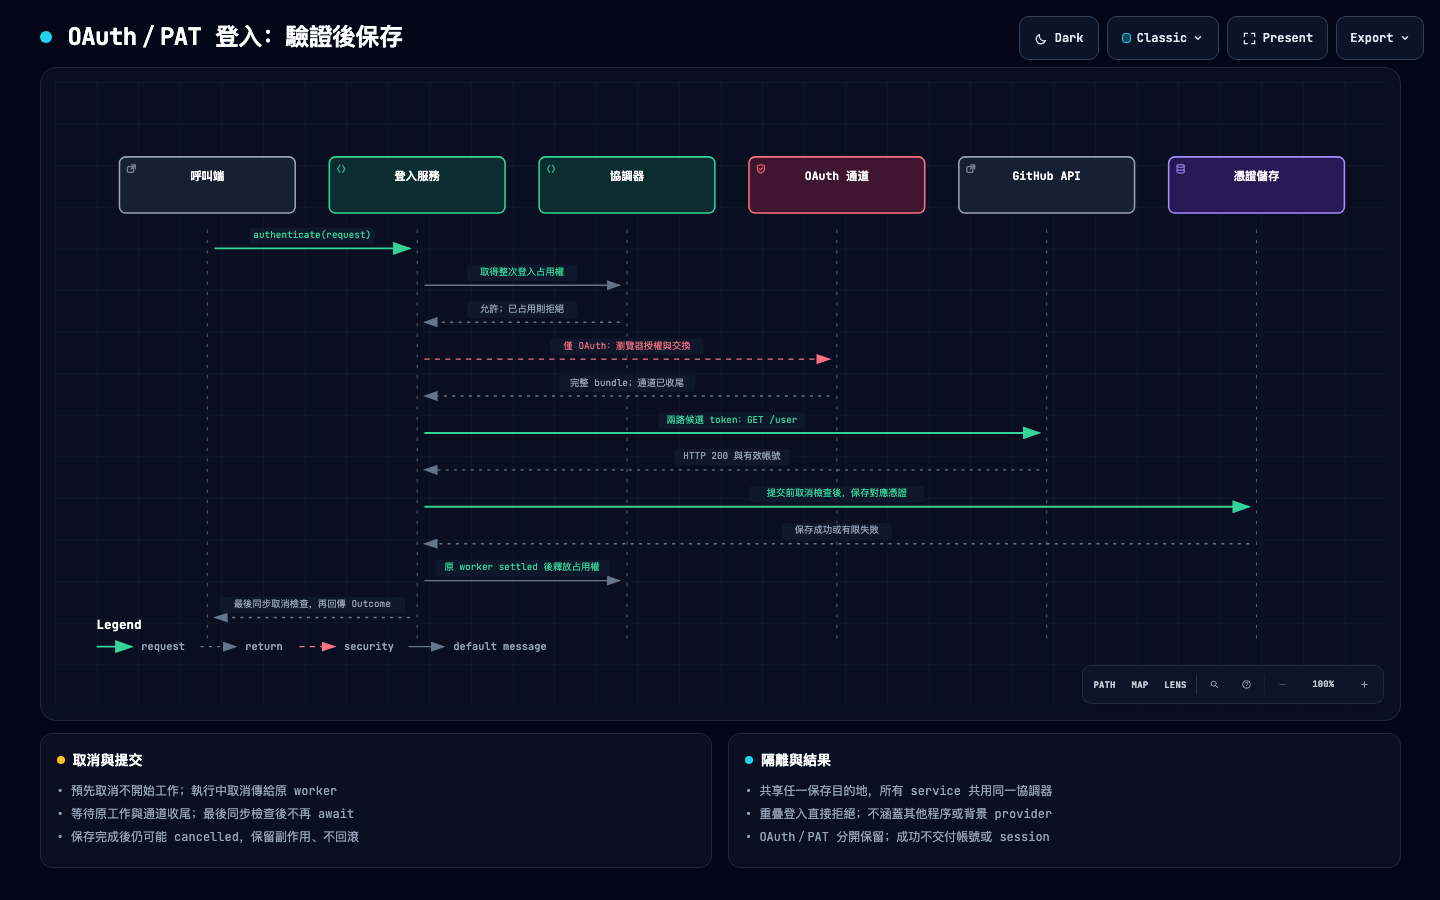 OAuth / PAT 登入：驗證後保存
Dark
Classic
Present
Export
呼叫端
登入服務
協調器
OAuth 通道
GitHub API
憑證儲存
authenticate(request)
取得整次登入占用權
允許；已占用則拒絕
僅 OAuth：瀏覽器授權與交換
完整 bundle；通道已收尾
兩路候選 token：GET /user
HTTP 200 與有效帳號
提交前取消檢查後，保存對應憑證
保存成功或有限失敗
原 worker settled 後釋放占用權
最後同步取消檢查，再回傳 Outcome
Legend
request
return
security
default message
PATH
MAP
LENS
100%
取消與提交
• 預先取消不開始工作；執行中取消傳給原 worker
• 等待原工作與通道收尾；最後同步檢查後不再 await
• 保存完成後仍可能 cancelled，保留副作用、不回滾
隔離與結果
• 共享任一保存目的地，所有 service 共用同一協調器
• 重疊登入直接拒絕；不涵蓋其他程序或背景 provider
• OAuth / PAT 分開保留；成功不交付帳號或 session